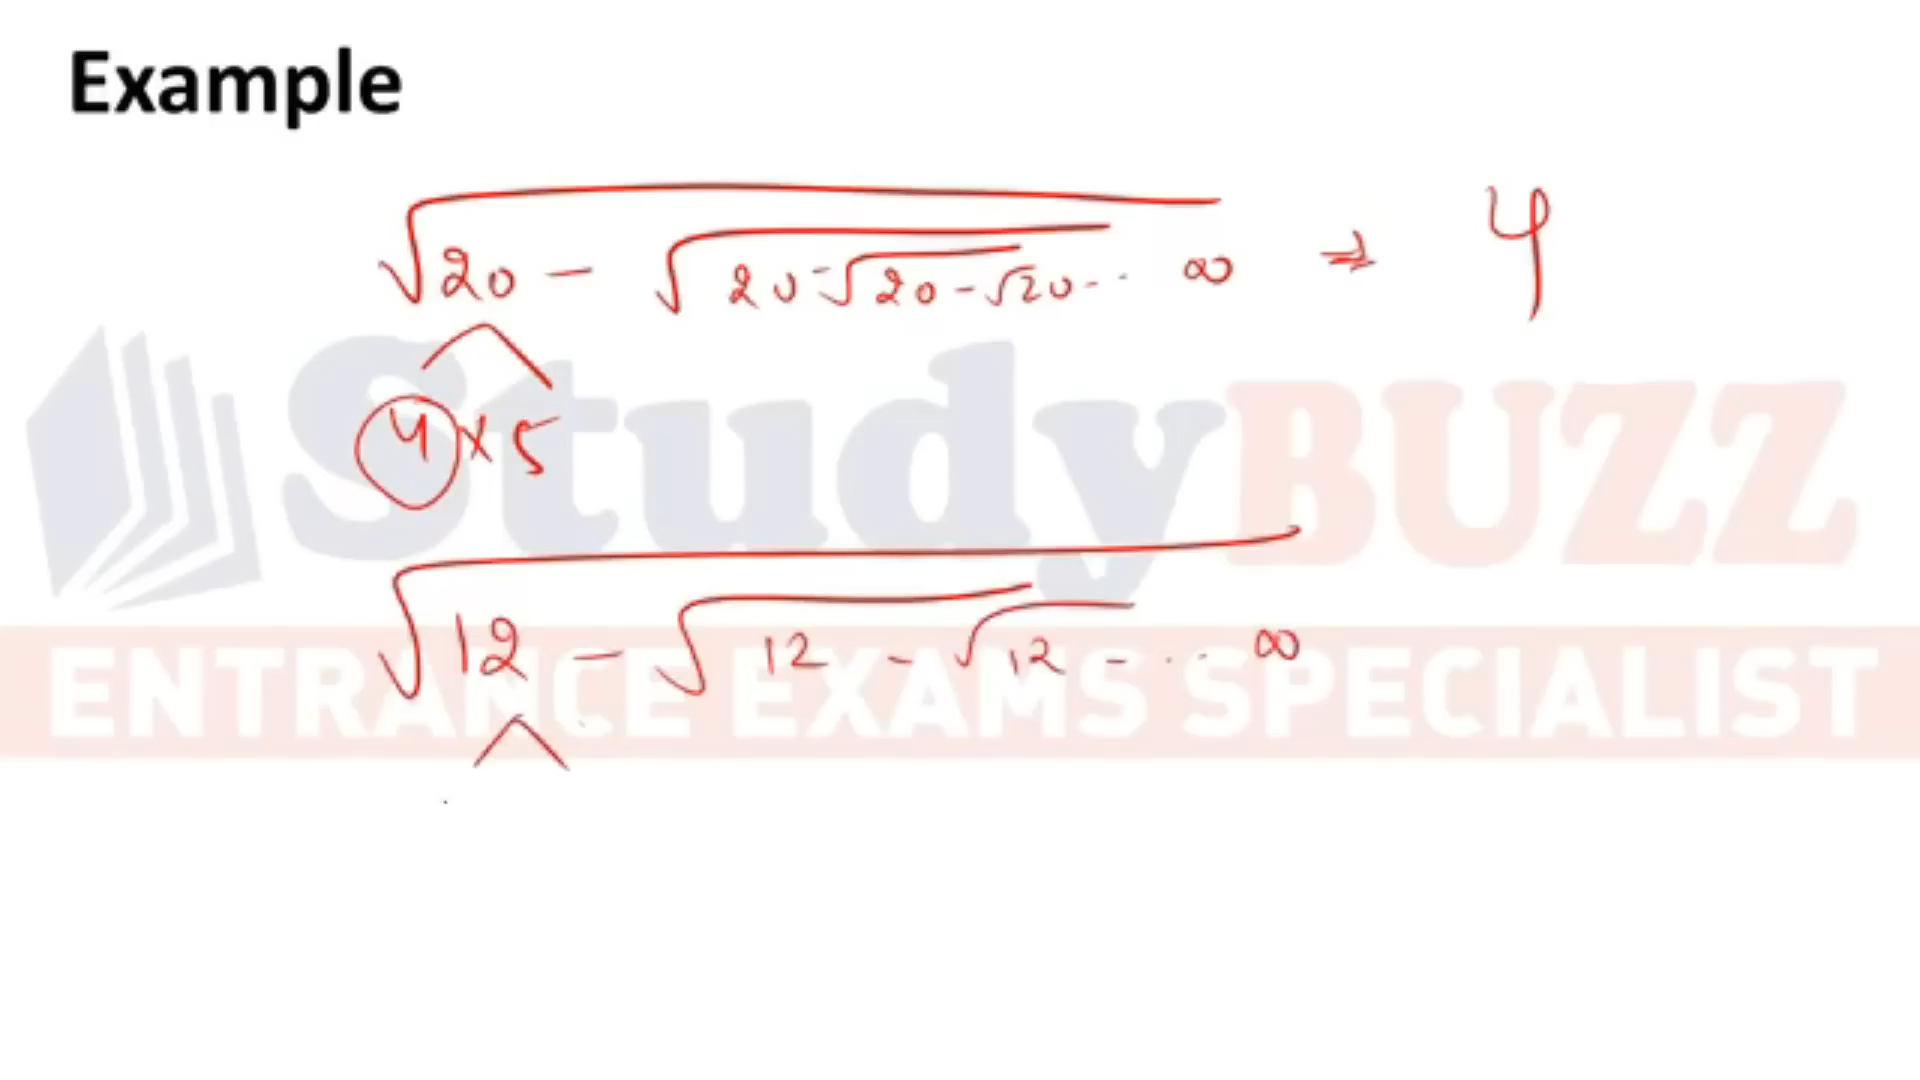 Example
√20 - √20 - √20 - √20 - .. ∞ ⇒ 4
4 × 5
StudyBUZZ
√12 - √12 - √12 - ... ∞
ENTRANCE EXAMS SPECIALIST